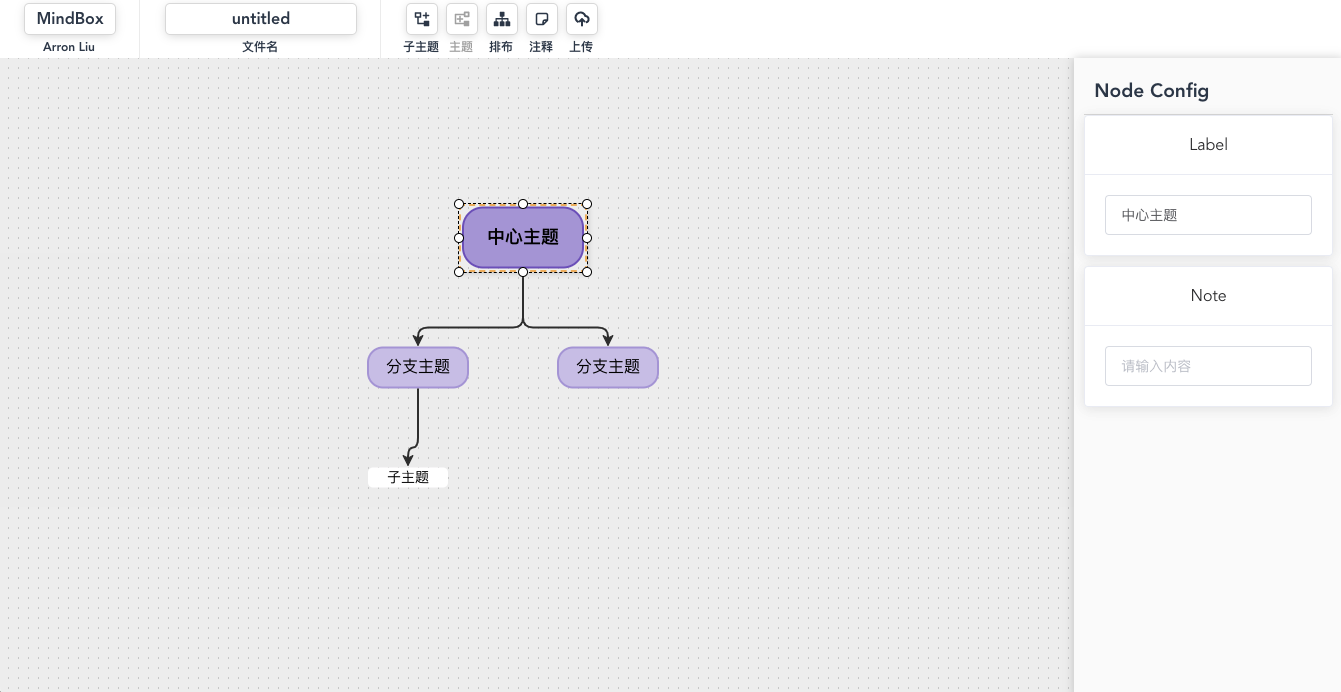 MindBox
Arron Liu
untitled
文件名
子主题
主题
排布
注释
上传
Node Config
Label
中心主题
Note
请输入内容
中心主题
分支主题
分支主题
子主题